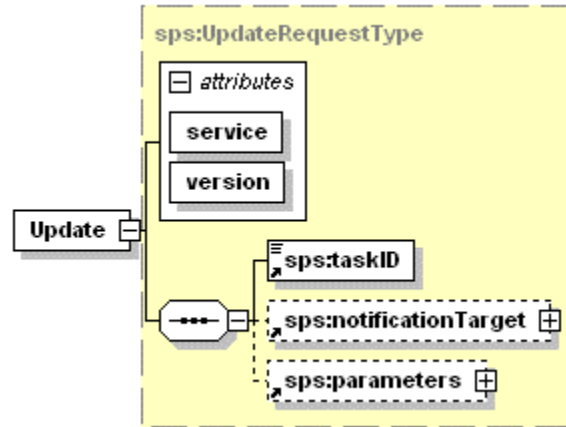 sps:UpdateRequestType
attributes
service
version
Update
sps:taskID
sps:notificationTarget
sps:parameters